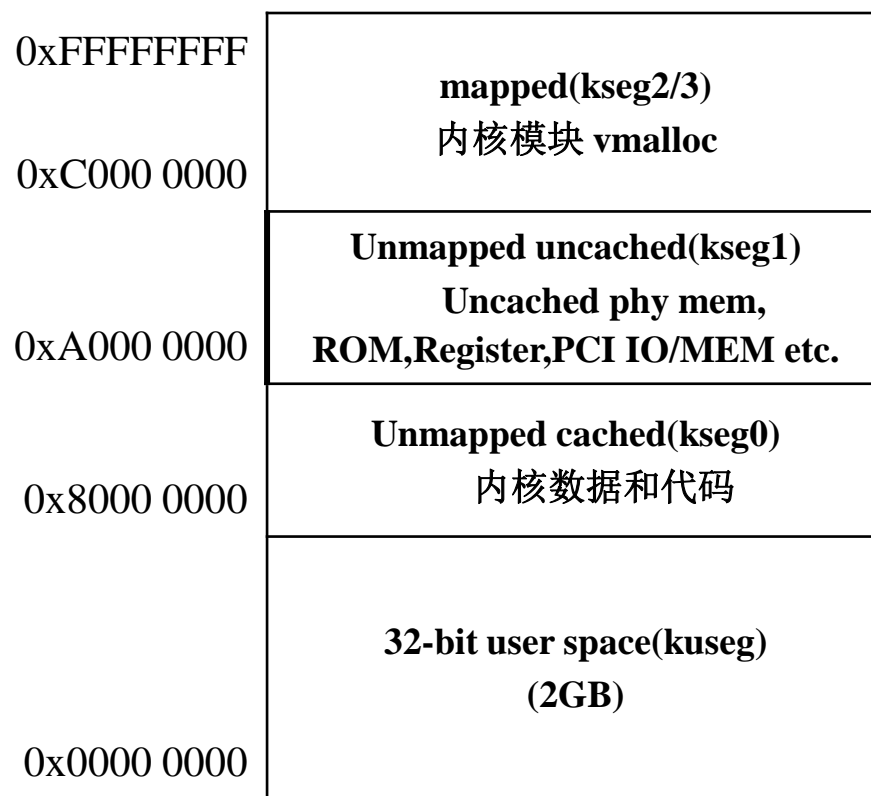 0xFFFFFFFF
mapped(kseg2/3)
内核模块 vmalloc
0xC000 0000
Unmapped uncached(kseg1)
Uncached phy mem,
ROM,Register,PCI IO/MEM etc.
0xA000 0000
Unmapped cached(kseg0)
内核数据和代码
0x8000 0000
32-bit user space(kuseg)
(2GB)
0x0000 0000